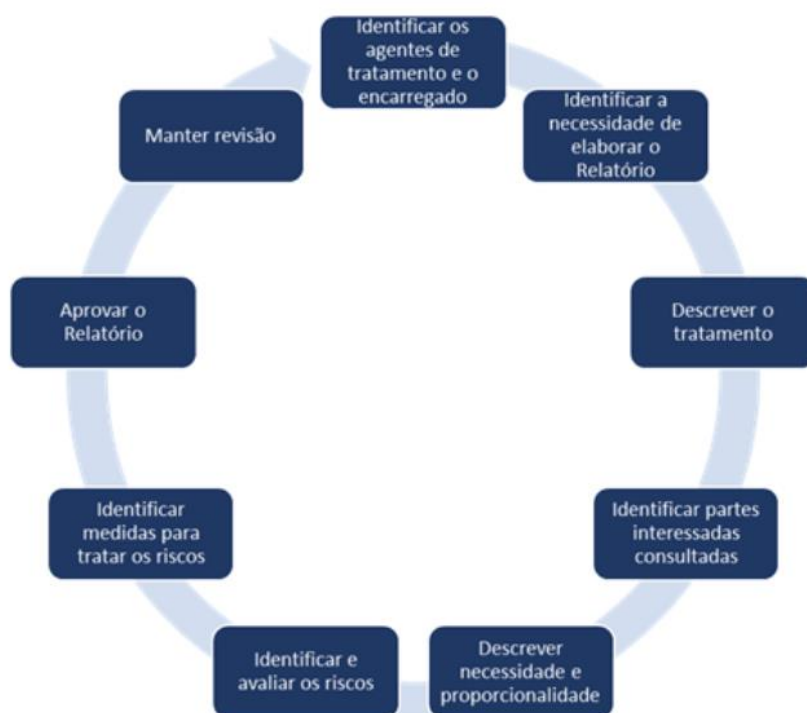 Identificar os
agentes de
tratamento e o
encarregado
Identificar a
necessidade de
elaborar o
Relatório
Descrever o
tratamento
Identificar partes
interessadas
consultadas
Descrever
necessidade e
proporcionalidade
Identificar e
avaliar os riscos
Identificar
medidas para
tratar os riscos
Aprovar o
Relatório
Manter revisão